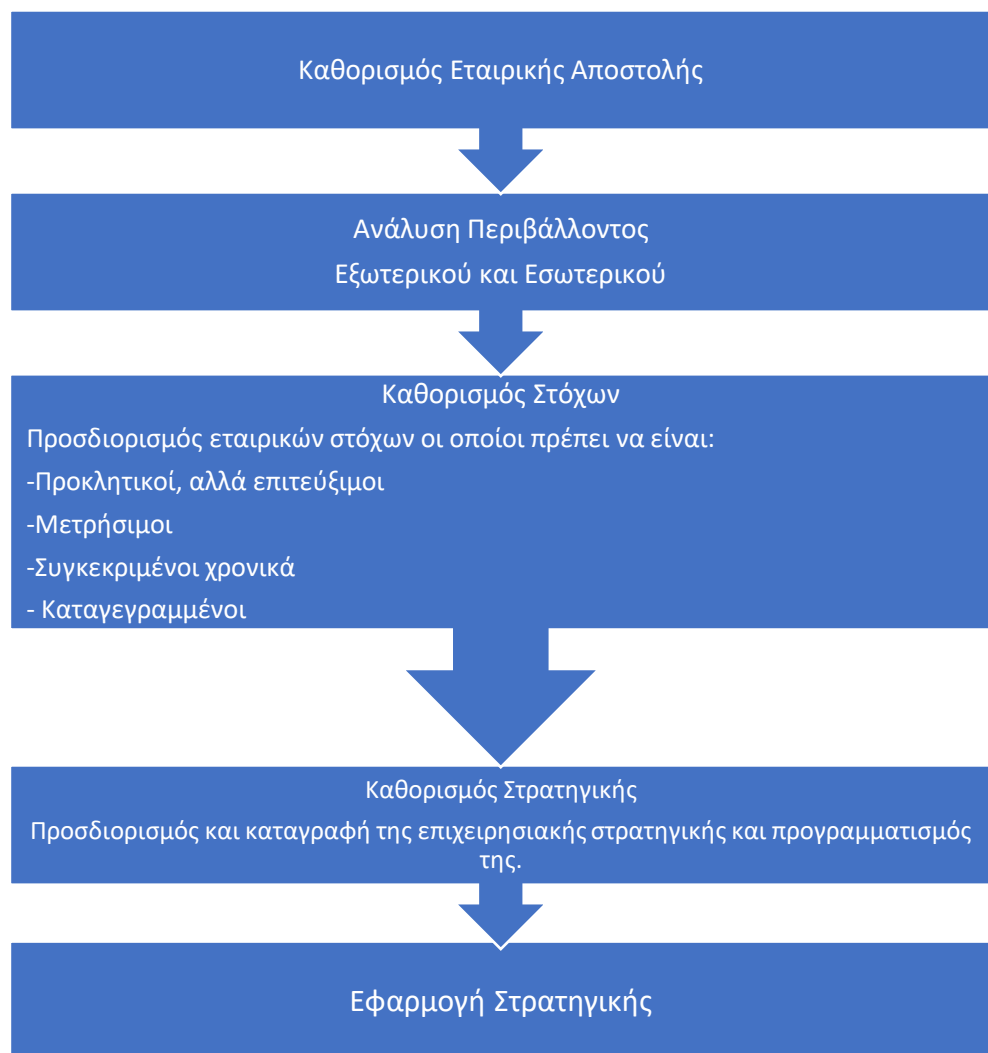 Καθορισμός Εταιρικής Αποστολής
Ανάλυση Περιβάλλοντος
Εξωτερικού και Εσωτερικού
Καθορισμός Στόχων
Προσδιορισμός εταιρικών στόχων οι οποίοι πρέπει να είναι:
-Προκλητικοί, αλλά επιτεύξιμοι
-Μετρήσιμοι
-Συγκεκριμένοι χρονικά
- Καταγεγραμμένοι
Καθορισμός Στρατηγικής
Προσδιορισμός και καταγραφή της επιχειρησιακής στρατηγικής και προγραμματισμός
της.
Εφαρμογή Στρατηγικής